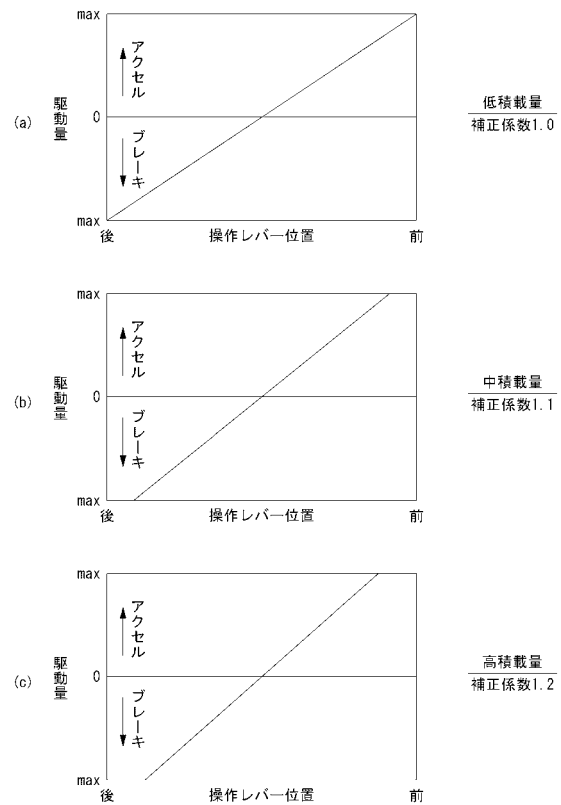 (a)
駆動量
max
0
max
アクセル
ブレーキ
後
操作レバー位置
前
低積載量
補正係数1.0
(b)
駆動量
max
0
max
アクセル
ブレーキ
後
操作レバー位置
前
中積載量
補正係数1.1
(c)
駆動量
max
0
max
アクセル
ブレーキ
後
操作レバー位置
前
高積載量
補正係数1.2